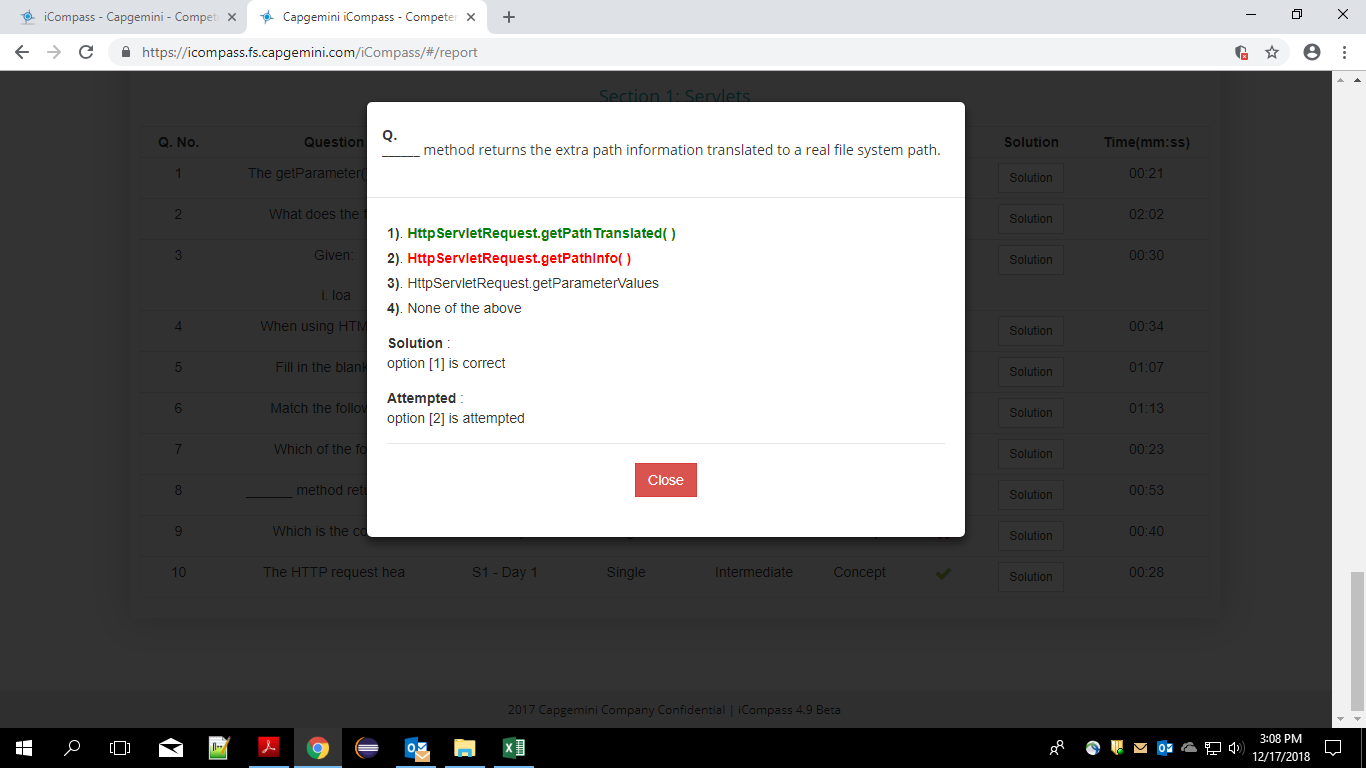 iCompass - Capgemini - Compet
Capgemini iCompass - Competen
https://icompass.fs.capgemini.com/iCompass/#/report
Section 1: Servlets
Q. No. Question Solution Time(mm:ss)
Q.
______ method returns the extra path information translated to a real file system path.
1). HttpServletRequest.getPathTranslated( )
2). HttpServletRequest.getPathInfo( )
3). HttpServletRequest.getParameterValues
4). None of the above
Solution :
option [1] is correct
Attempted :
option [2] is attempted
Close
1 The getParameter( Solution 00:21
2 What does the Solution 02:02
3 Given: Solution 00:30
i. loa
4 When using HTM Solution 00:34
5 Fill in the blank Solution 01:07
6 Match the follow Solution 01:13
7 Which of the fo Solution 00:23
8 ______ method retu Solution 00:53
9 Which is the co Solution 00:40
10 The HTTP request hea S1 - Day 1 Single Intermediate Concept Solution 00:28
2017 Capgemini Company Confidential | iCompass 4.9 Beta
3:08 PM
12/17/2018